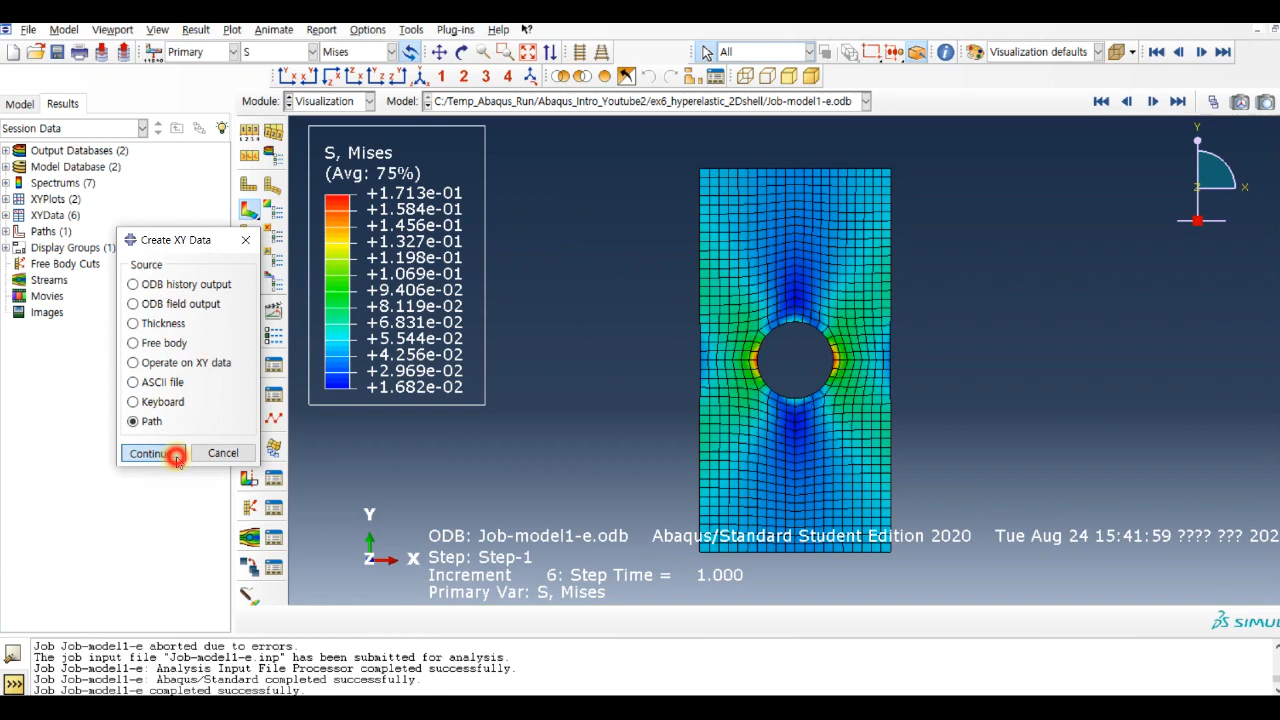 File Model Viewport View Result Plot Animate Report Options Tools Plug-ins Help
Primary S Mises All Visualization defaults
1 2 3 4
Model Results Module: Visualization Model: C:/Temp_Abaqus_Run/Abaqus_Intro_Youtube2/ex6_hyperelastic_2Dshell/Job-model1-e.odb
Session Data
Output Databases (2)
Model Database (2)
Spectrums (7)
XYPlots (2)
XYData (6)
Paths (1)
Display Groups (1)
Free Body Cuts
Streams
Movies
Images
Create XY Data
Source
ODB history output
ODB field output
Thickness
Free body
Operate on XY data
ASCII file
Keyboard
Path
Continu
Cancel
S, Mises
(Avg: 75%)
+1.713e-01
+1.584e-01
+1.456e-01
+1.327e-01
+1.198e-01
+1.069e-01
+9.406e-02
+8.119e-02
+6.831e-02
+5.544e-02
+4.256e-02
+2.969e-02
+1.682e-02
Y
Z X
Y
Z X
ODB: Job-model1-e.odb Abaqus/Standard Student Edition 2020 Tue Aug 24 15:41:59 ???? ??? 202
Step: Step-1
Increment 6: Step Time = 1.000
Primary Var: S, Mises
SIMU
Job Job-model1-e aborted due to errors.
The job input file "Job-model1-e.inp" has been submitted for analysis.
Job Job-model1-e: Analysis Input File Processor completed successfully.
Job Job-model1-e: Abaqus/Standard completed successfully.
Job Job-model1-e completed successfully.